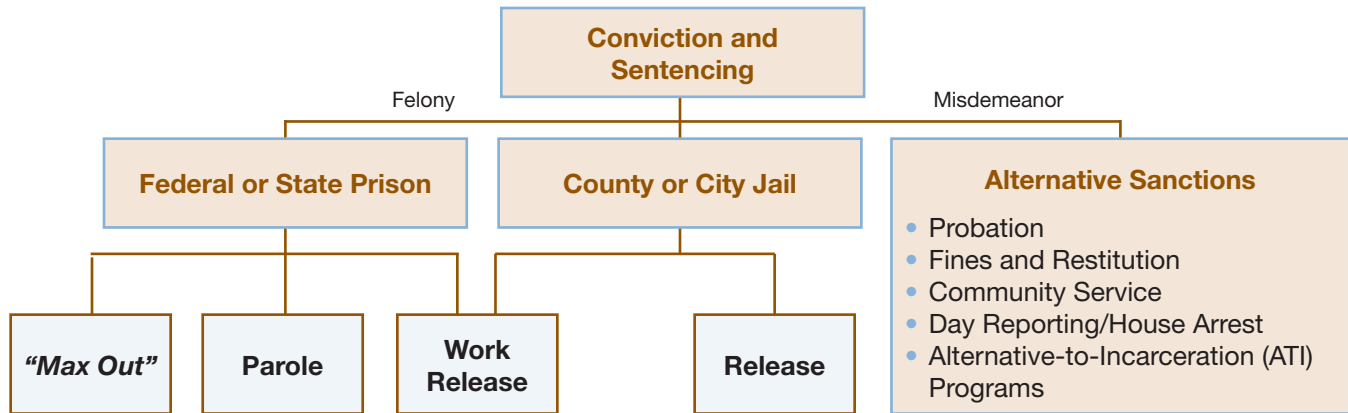 Conviction and
Sentencing
Felony
Misdemeanor
Federal or State Prison
County or City Jail
Alternative Sanctions
• Probation
• Fines and Restitution
• Community Service
• Day Reporting/House Arrest
• Alternative-to-Incarceration (ATI)
Programs
“Max Out”
Parole
Work
Release
Release